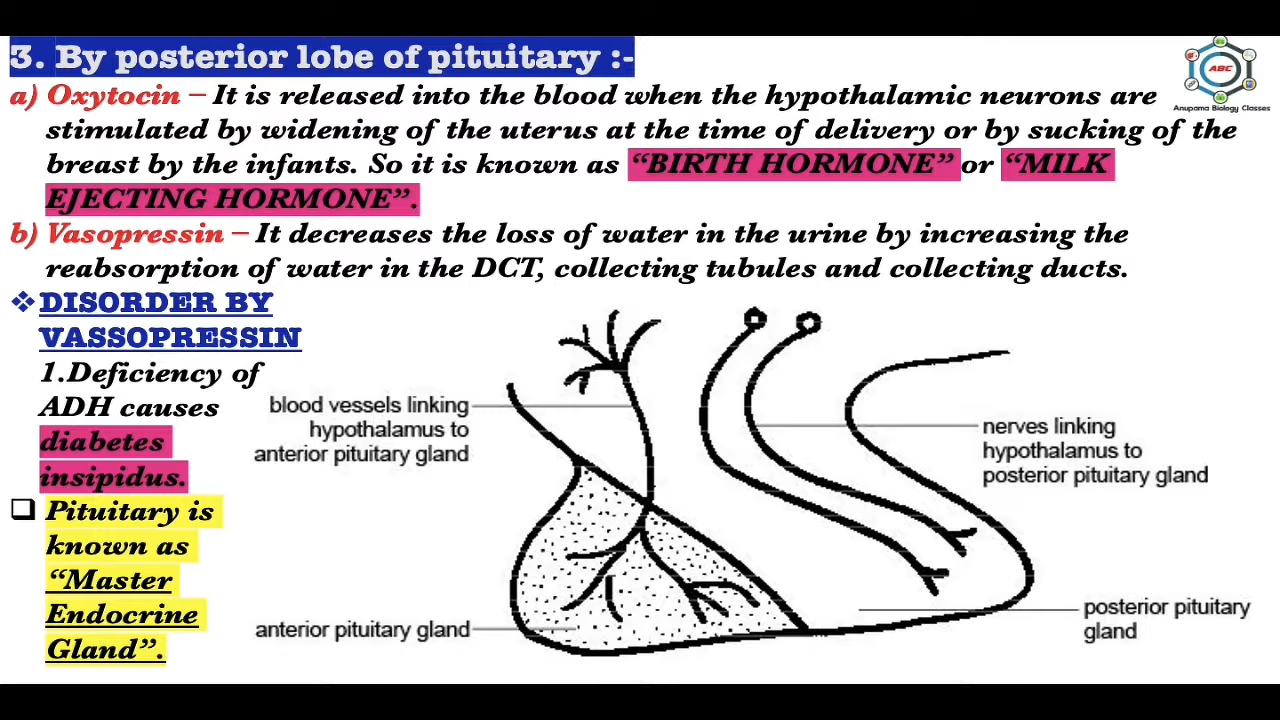 3. By posterior lobe of pituitary :-
ABC
Anupama Biology Classes
a) Oxytocin – It is released into the blood when the hypothalamic neurons are
stimulated by widening of the uterus at the time of delivery or by sucking of the
breast by the infants. So it is known as “BIRTH HORMONE” or “MILK
EJECTING HORMONE”.
b) Vasopressin – It decreases the loss of water in the urine by increasing the
reabsorption of water in the DCT, collecting tubules and collecting ducts.
❖ DISORDER BY
VASSOPRESSIN
1.Deficiency of
ADH causes
diabetes
insipidus.
❑ Pituitary is
known as
“Master
Endocrine
Gland”.
blood vessels linking
hypothalamus to
anterior pituitary gland
nerves linking
hypothalamus to
posterior pituitary gland
anterior pituitary gland
posterior pituitary
gland